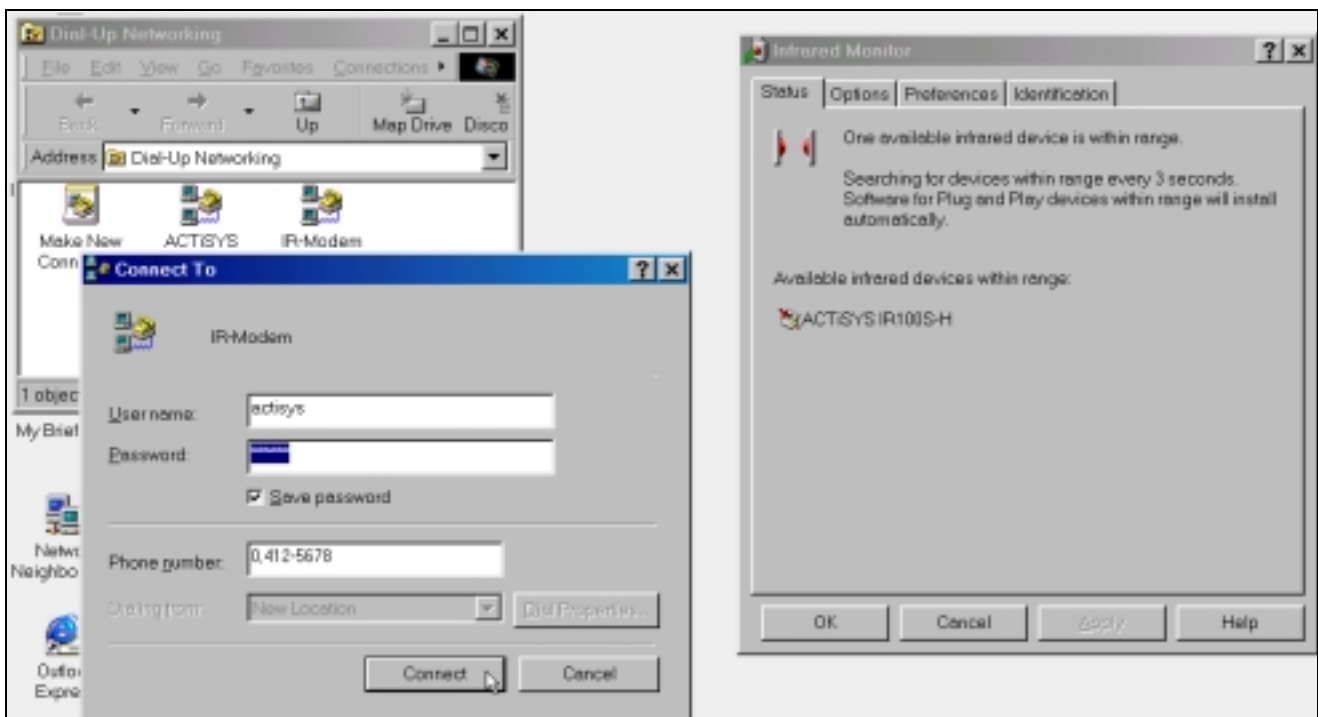 Dial-Up Networking
File Edit View Go Favorites Connections
Back Forward Up Map Drive Disco
Address Dial-Up Networking
Make New
Conn
ACTiSYS
IR-Modem
1 objec
My Brief
Netwo
Neighbo
Outlo
Expre
Connect To
IR-Modem
User name: actisys
Password:
Save password
Phone number: 0,412-5678
Dialing from: New Location Dial Properties...
Connect Cancel
Infrared Monitor
Status Options Preferences Identification
One available infrared device is within range.
Searching for devices within range every 3 seconds.
Software for Plug and Play devices within range will install
automatically.
Available infrared devices within range:
ACTiSYS IR100S-H
OK Cancel Apply Help